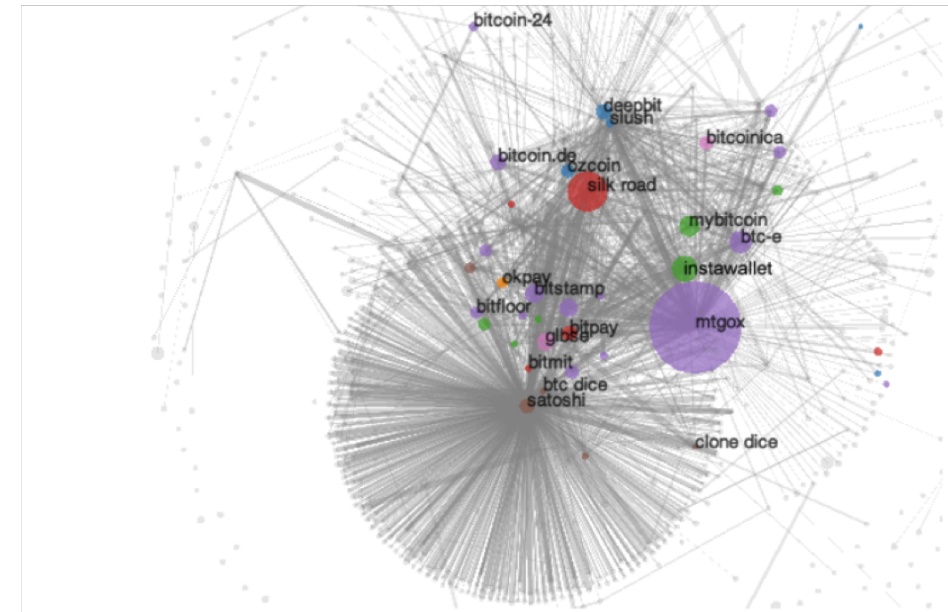 bitcoin-24
deepbit
slush
bitcoinica
bitcoin.de
ozcoin
silk road
mybitcoin
btc-e
instawallet
okpay
bitstamp
bitfloor
mtgox
bitpay
glbse
bitmit
btc dice
satoshi
clone dice